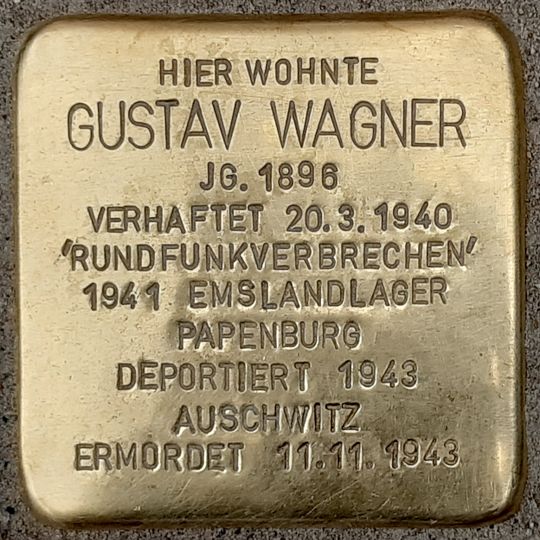 HIER WOHNTE
GUSTAV WAGNER
JG. 1896
VERHAFTET 20.3.1940
'RUNDFUNKVERBRECHEN'
1941 EMSLANDLAGER
PAPENBURG
DEPORTIERT 1943
AUSCHWITZ
ERMORDET 11.11.1943